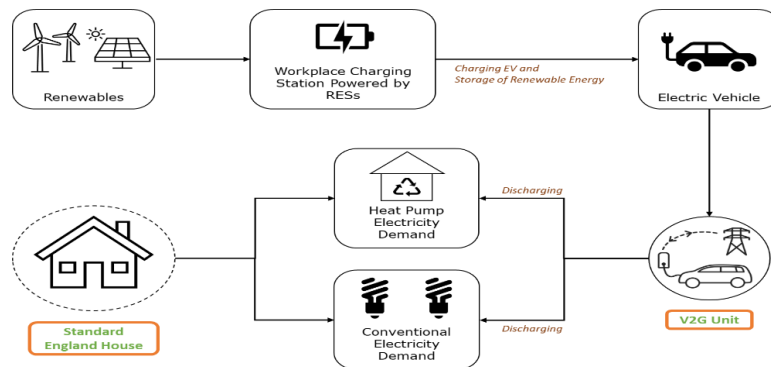 Renewables
Workplace Charging
Station Powered by
RESs
Charging EV and
Storage of Renewable Energy
Electric Vehicle
Heat Pump
Electricity
Demand
Discharging
Standard
England House
Conventional
Electricity
Demand
Discharging
V2G Unit